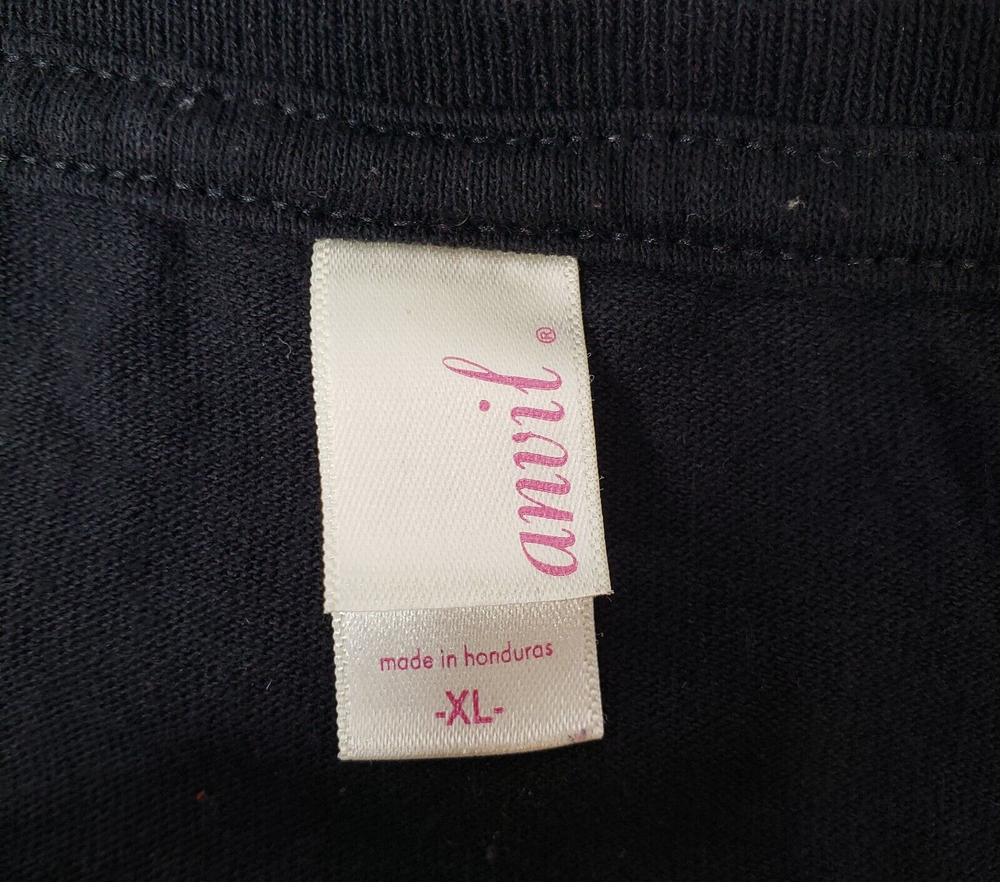 anvil.®
made in honduras
-XL-